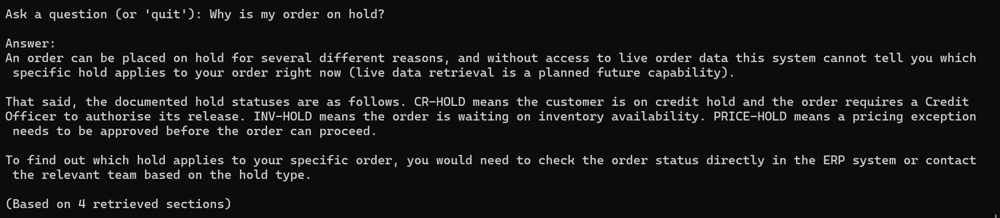 Ask a question (or 'quit'): Why is my order on hold?
Answer:
An order can be placed on hold for several different reasons, and without access to live order data this system cannot tell you which
specific hold applies to your order right now (live data retrieval is a planned future capability).
That said, the documented hold statuses are as follows. CR-HOLD means the customer is on credit hold and the order requires a Credit
Officer to authorise its release. INV-HOLD means the order is waiting on inventory availability. PRICE-HOLD means a pricing exception
needs to be approved before the order can proceed.
To find out which hold applies to your specific order, you would need to check the order status directly in the ERP system or contact
the relevant team based on the hold type.
(Based on 4 retrieved sections)